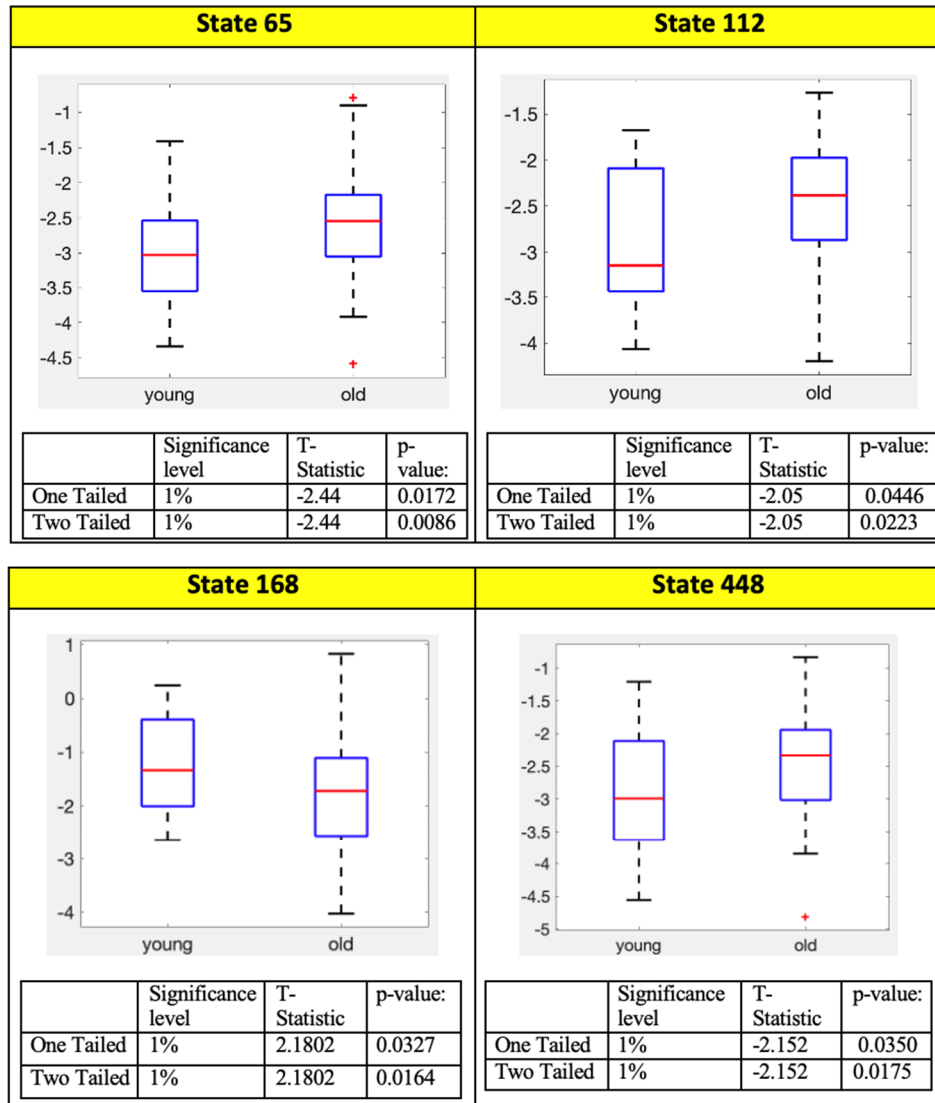 State 65
State 112
-1
-1.5
-2
-2.5
-3
-3.5
-4
-4.5
young old
-1.5
-2
-2.5
-3
-3.5
-4
young old
Significance level T-Statistic p-value:
One Tailed 1% -2.44 0.0172
Two Tailed 1% -2.44 0.0086
Significance level T-Statistic p-value:
One Tailed 1% -2.05 0.0446
Two Tailed 1% -2.05 0.0223
State 168
State 448
1
0
-1
-2
-3
-4
young old
-1
-1.5
-2
-2.5
-3
-3.5
-4
-4.5
-5
young old
Significance level T-Statistic p-value:
One Tailed 1% 2.1802 0.0327
Two Tailed 1% 2.1802 0.0164
Significance level T-Statistic p-value:
One Tailed 1% -2.152 0.0350
Two Tailed 1% -2.152 0.0175